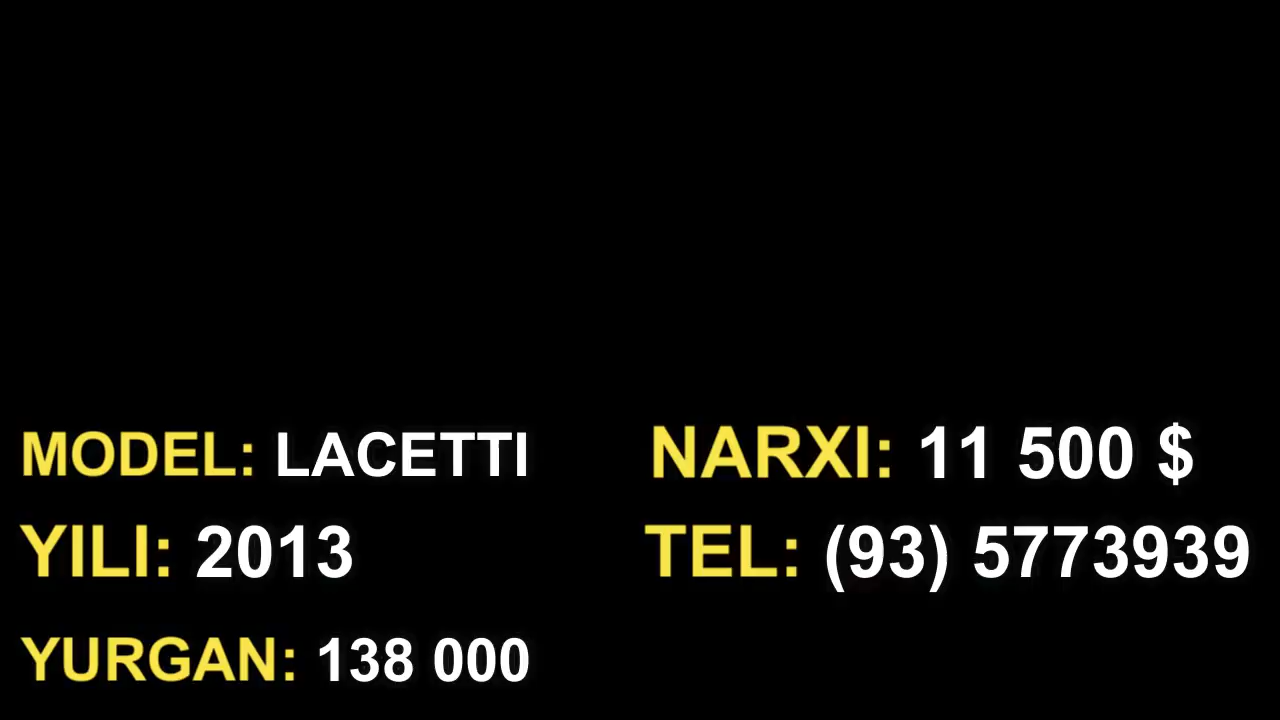 MODEL: LACETTI
YILI: 2013
YURGAN: 138 000
NARXI: 11 500 $
TEL: (93) 5773939